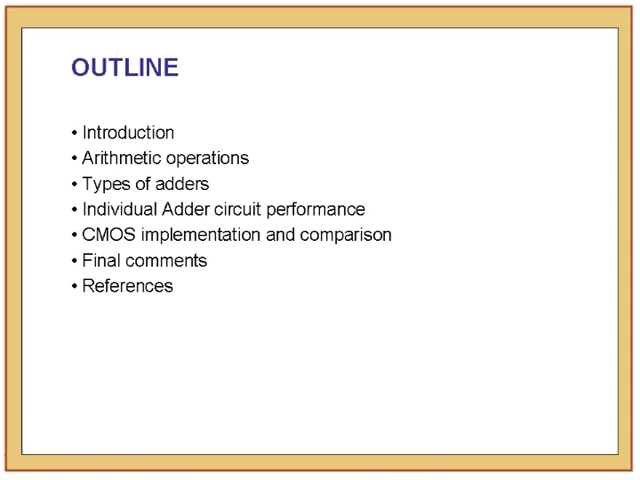 OUTLINE
• Introduction
• Arithmetic operations
• Types of adders
• Individual Adder circuit performance
• CMOS implementation and comparison
• Final comments
• References